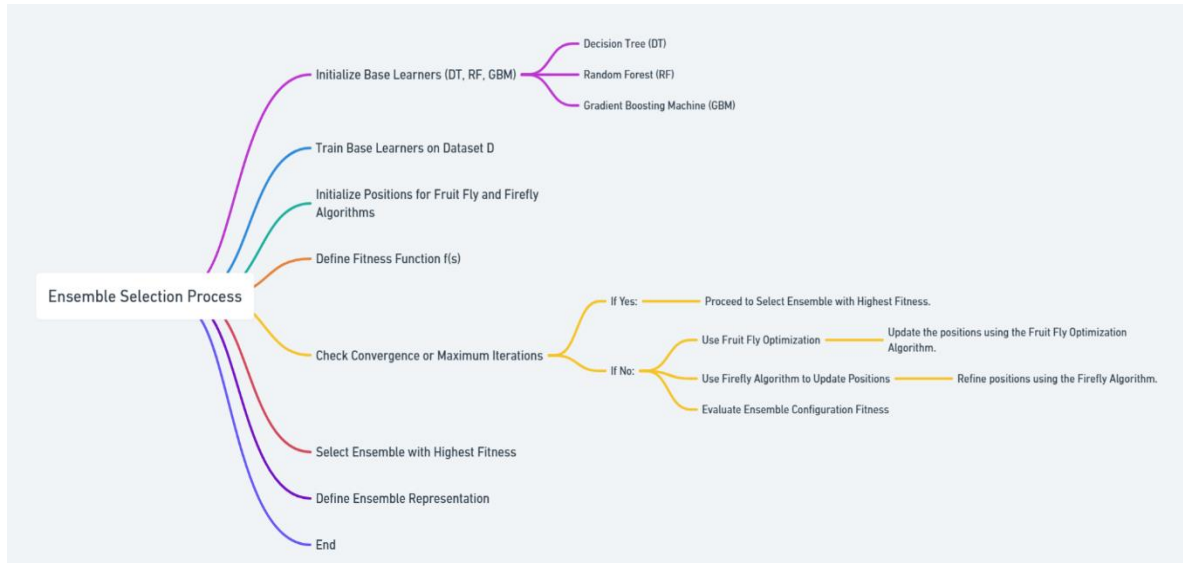 Ensemble Selection Process
Initialize Base Learners (DT, RF, GBM)
Decision Tree (DT)
Random Forest (RF)
Gradient Boosting Machine (GBM)
Train Base Learners on Dataset D
Initialize Positions for Fruit Fly and Firefly
Algorithms
Define Fitness Function f(s)
Check Convergence or Maximum Iterations
If Yes:
Proceed to Select Ensemble with Highest Fitness.
If No:
Use Fruit Fly Optimization
Update the positions using the Fruit Fly Optimization
Algorithm.
Use Firefly Algorithm to Update Positions
Refine positions using the Firefly Algorithm.
Evaluate Ensemble Configuration Fitness
Select Ensemble with Highest Fitness
Define Ensemble Representation
End